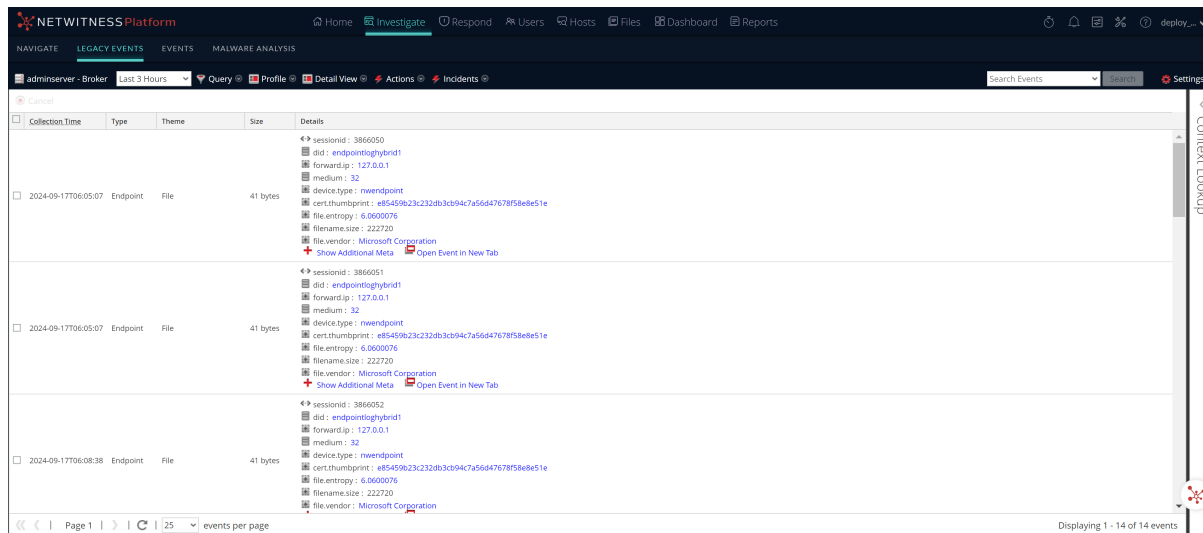 NETWITNESS Platform
Home Investigate Respond Users Hosts Files Dashboard Reports deploy_...
NAVIGATE LEGACY EVENTS EVENTS MALWARE ANALYSIS
adminserver - Broker Last 3 Hours Query Profile Detail View Actions Incidents Search Events Search Settings
Cancel
Context Lookup
Collection Time Type Theme Size Details
sessionid : 3866050
did : endpointloghybrid1
forward.ip : 127.0.0.1
medium : 32
device.type : nwendpoint
2024-09-17T06:05:07 Endpoint File 41 bytes
cert.thumbprint : e85459b23c232db3cb94c7a56d47678f58e8e51e
file.entropy : 6.0600076
filename.size : 222720
file.vendor : Microsoft Corporation
Show Additional Meta Open Event in New Tab
sessionid : 3866051
did : endpointloghybrid1
forward.ip : 127.0.0.1
medium : 32
device.type : nwendpoint
2024-09-17T06:05:07 Endpoint File 41 bytes
cert.thumbprint : e85459b23c232db3cb94c7a56d47678f58e8e51e
file.entropy : 6.0600076
filename.size : 222720
file.vendor : Microsoft Corporation
Show Additional Meta Open Event in New Tab
sessionid : 3866052
did : endpointloghybrid1
forward.ip : 127.0.0.1
medium : 32
device.type : nwendpoint
2024-09-17T06:08:38 Endpoint File 41 bytes
cert.thumbprint : e85459b23c232db3cb94c7a56d47678f58e8e51e
file.entropy : 6.0600076
filename.size : 222720
file.vendor : Microsoft Corporation
Page 1 | 25 events per page Displaying 1 - 14 of 14 events